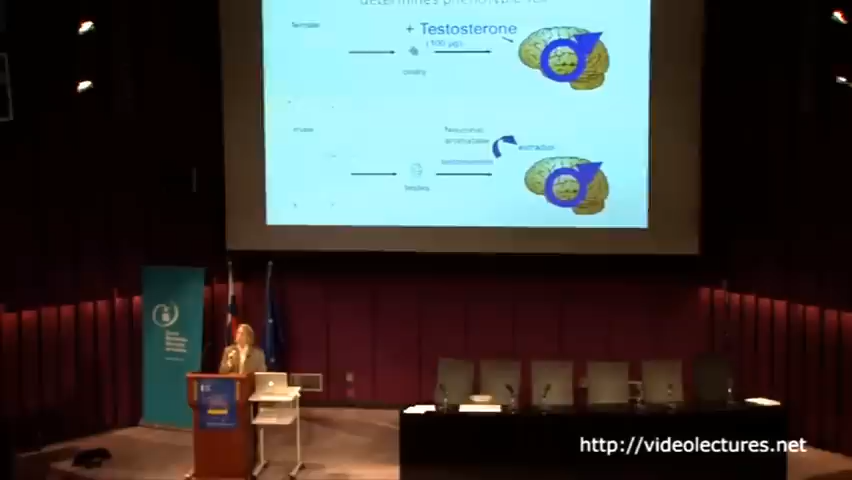 determines phenotypic sex
female
+ Testosterone
(100 µg)
ovary
male
Neuronal
aromatase
estradiol
testosterone
testes
http://videolectures.net